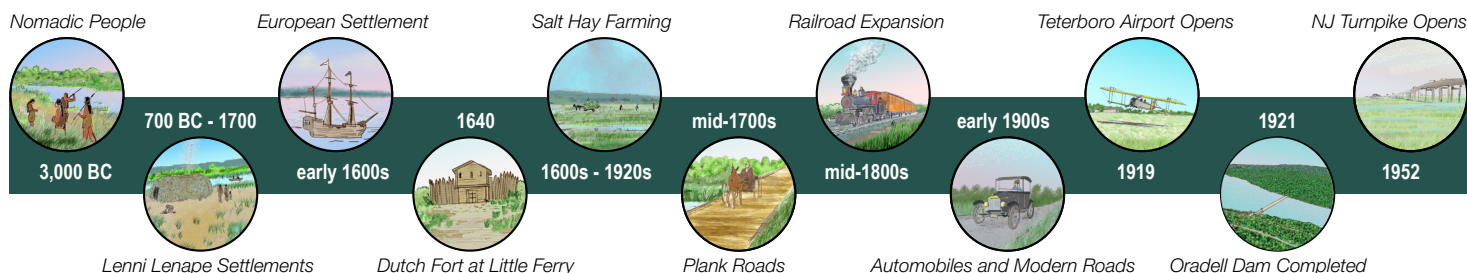 Nomadic People
European Settlement
Salt Hay Farming
Railroad Expansion
Teterboro Airport Opens
NJ Turnpike Opens
700 BC - 1700
1640
mid-1700s
early 1900s
1921
3,000 BC
early 1600s
1600s - 1920s
mid-1800s
1919
1952
Lenni Lenape Settlements
Dutch Fort at Little Ferry
Plank Roads
Automobiles and Modern Roads
Oradell Dam Completed